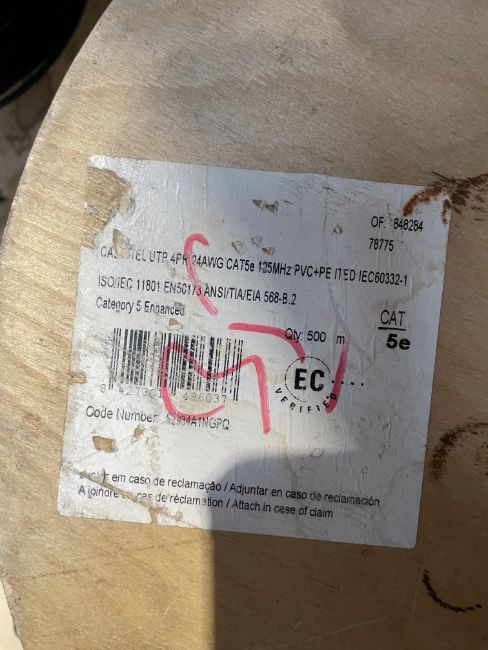 OF: 848284
78775
UTP 4PR 24AWG CAT5e 125MHz PVC+PE ITED IEC60332-1
ISO/IEC 11801 EN50173 ANSI/TIA/EIA 568-B.2
Category 5 Enhanced
Qty: 500 m
CAT
5e
EC
VERIFIED
Code Number:
em caso de reclamação / Adjuntar en caso de reclamación
A joindre en cas de réclamation / Attach in case of claim